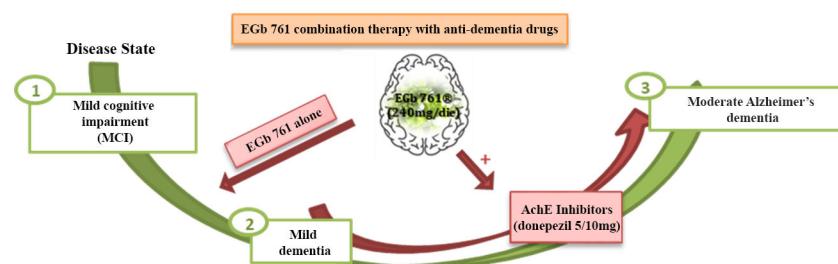 EGb 761 combination therapy with anti-dementia drugs
Disease State
1
Mild cognitive
impairment
(MCI)
EGb 761 alone
EGb 761®
(240mg/die)
+
2
Mild
dementia
AchE Inhibitors
(donepezil 5/10mg)
3
Moderate Alzheimer’s
dementia